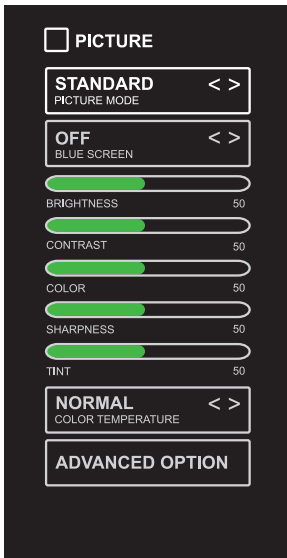 PICTURE
STANDARD < >
PICTURE MODE
OFF < >
BLUE SCREEN
BRIGHTNESS 50
CONTRAST 50
COLOR 50
SHARPNESS 50
TINT 50
NORMAL < >
COLOR TEMPERATURE
ADVANCED OPTION